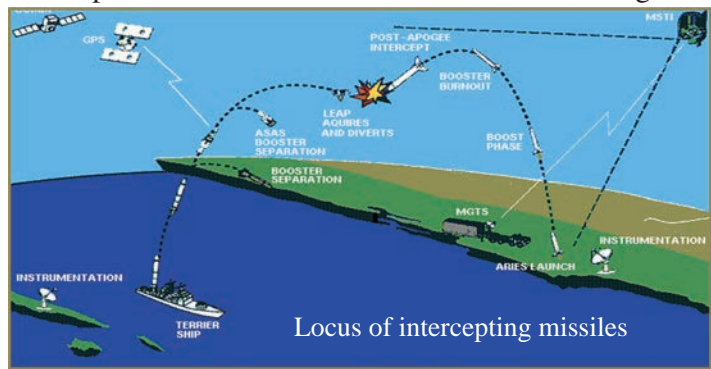 GPS
MSTI
POST-APOGEE
INTERCEPT
BOOSTER
BURNOUT
LEAP
AQUIRES
AND DIVERTS
ASAS
BOOSTER
SEPARATION
BOOST
PHASE
BOOSTER
SEPARATION
MGTS
INSTRUMENTATION
ARIES LAUNCH
INSTRUMENTATION
TERRIER
SHIP
Locus of intercepting missiles